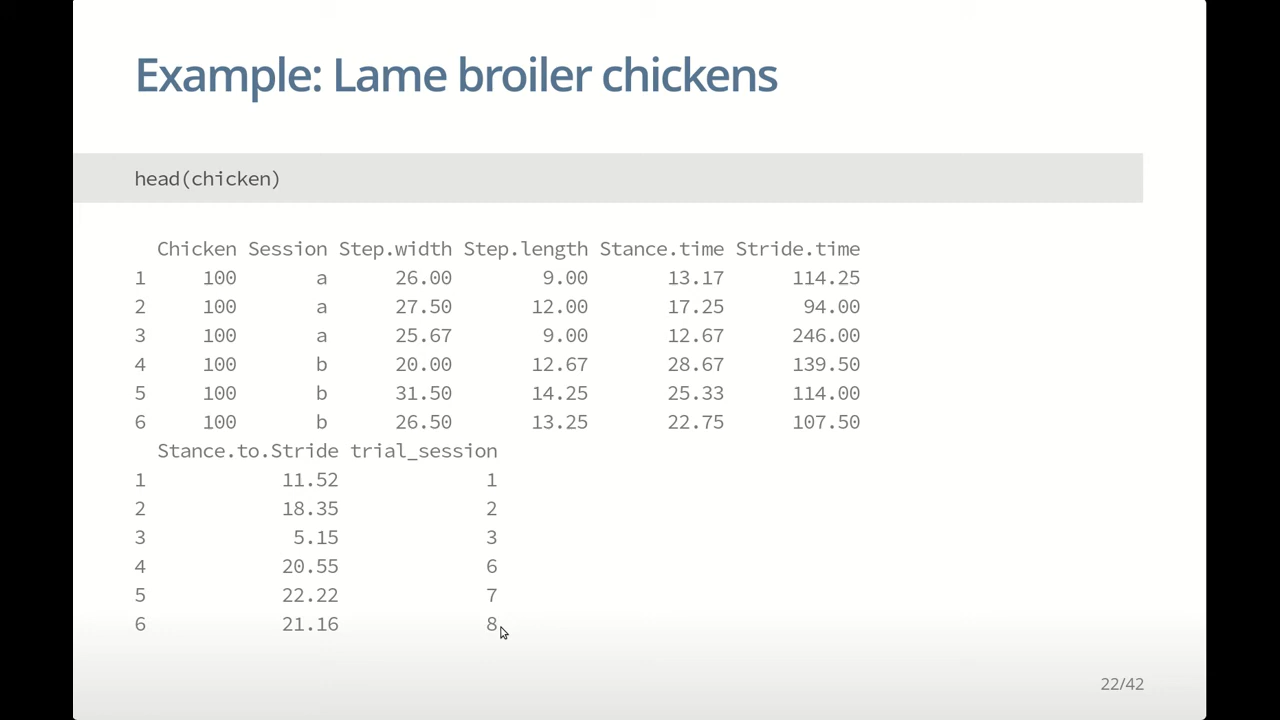 Example: Lame broiler chickens
head(chicken)
Chicken Session Step.width Step.length Stance.time Stride.time
1 100 a 26.00 9.00 13.17 114.25
2 100 a 27.50 12.00 17.25 94.00
3 100 a 25.67 9.00 12.67 246.00
4 100 b 20.00 12.67 28.67 139.50
5 100 b 31.50 14.25 25.33 114.00
6 100 b 26.50 13.25 22.75 107.50
Stance.to.Stride trial_session
1 11.52 1
2 18.35 2
3 5.15 3
4 20.55 6
5 22.22 7
6 21.16 8
22/42